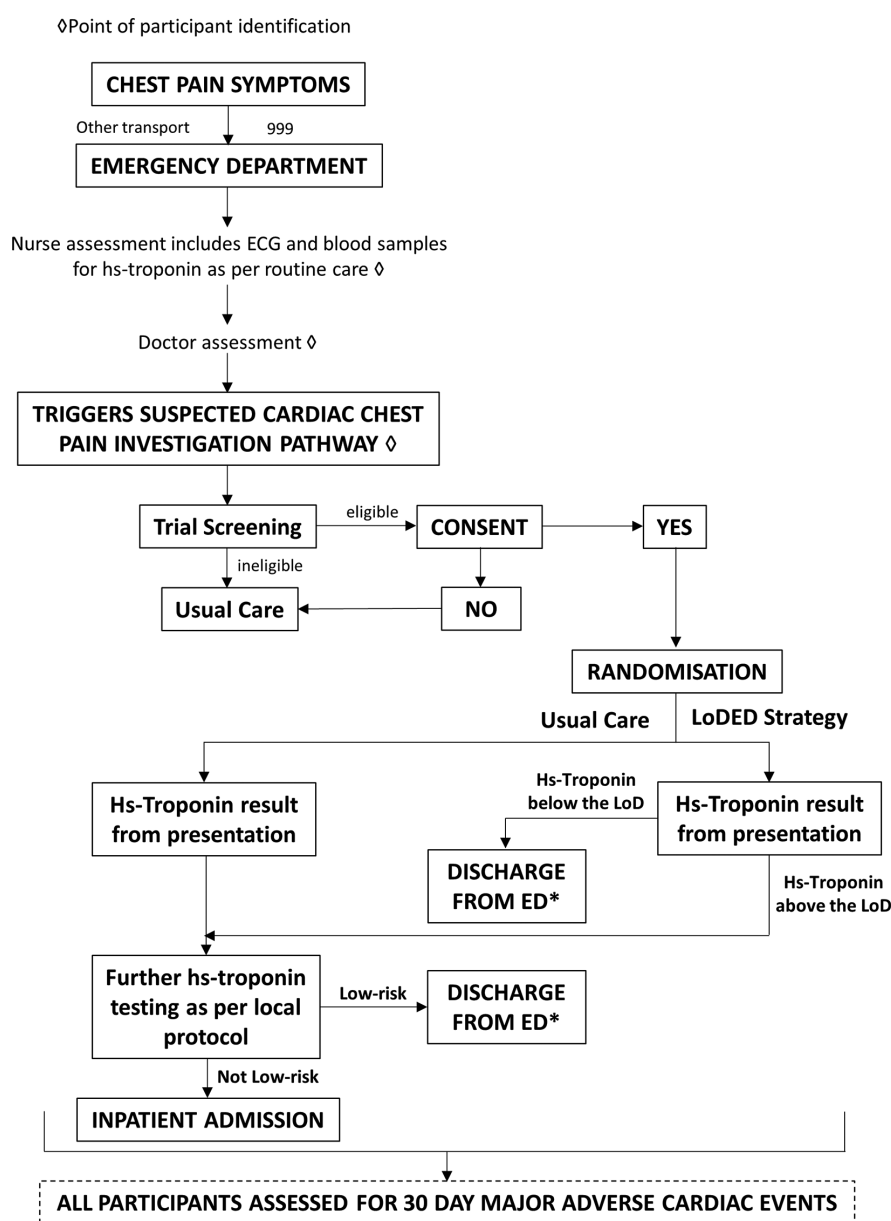 ◊Point of participant identification
CHEST PAIN SYMPTOMS
Other transport
999
EMERGENCY DEPARTMENT
Nurse assessment includes ECG and blood samples
for hs-troponin as per routine care ◊
Doctor assessment ◊
TRIGGERS SUSPECTED CARDIAC CHEST
PAIN INVESTIGATION PATHWAY ◊
Trial Screening
eligible
CONSENT
YES
ineligible
Usual Care
NO
RANDOMISATION
Usual Care
LoDED Strategy
Hs-Troponin result
from presentation
Hs-Troponin
below the LoD
Hs-Troponin result
from presentation
DISCHARGE
FROM ED*
Hs-Troponin
above the LoD
Further hs-troponin
testing as per local
protocol
Low-risk
DISCHARGE
FROM ED*
Not Low-risk
INPATIENT ADMISSION
ALL PARTICIPANTS ASSESSED FOR 30 DAY MAJOR ADVERSE CARDIAC EVENTS